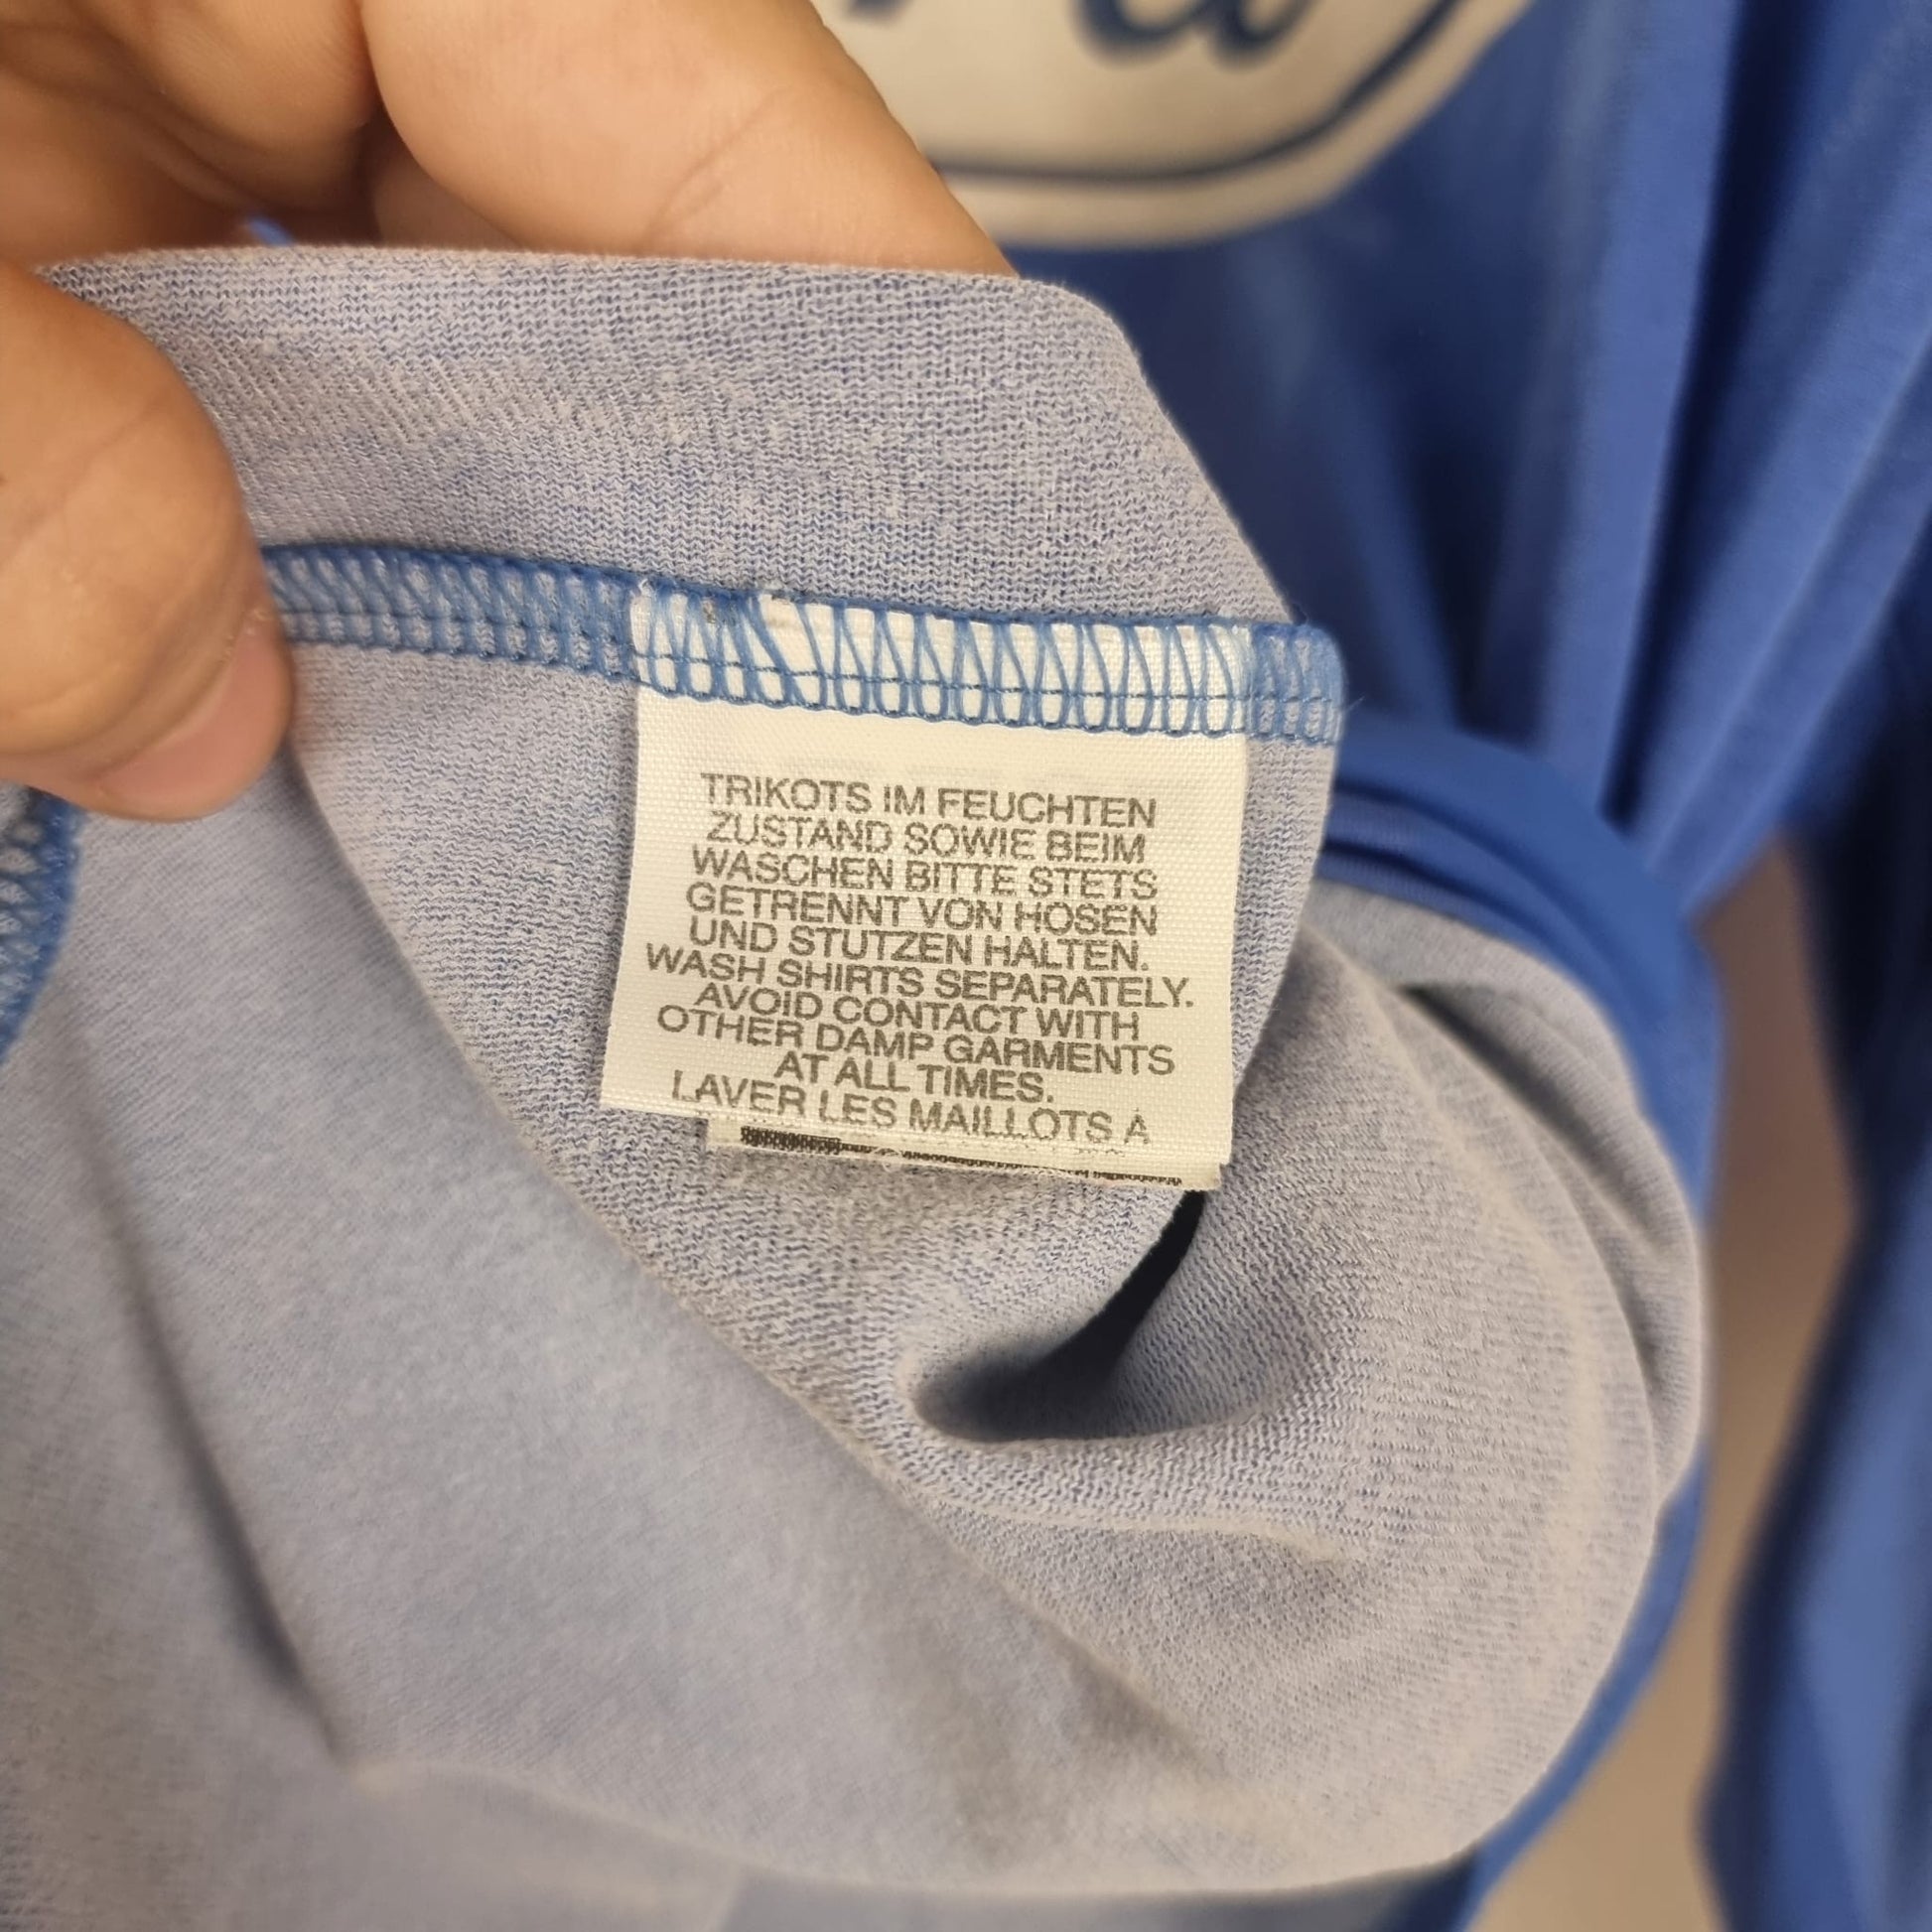 TRIKOTS IM FEUCHTEN
ZUSTAND SOWIE BEIM
WASCHEN BITTE STETS
GETRENNT VON HOSEN
UND STUTZEN HALTEN.
WASH SHIRTS SEPARATELY.
AVOID CONTACT WITH
OTHER DAMP GARMENTS
AT ALL TIMES.
LAVER LES MAILLOTS A